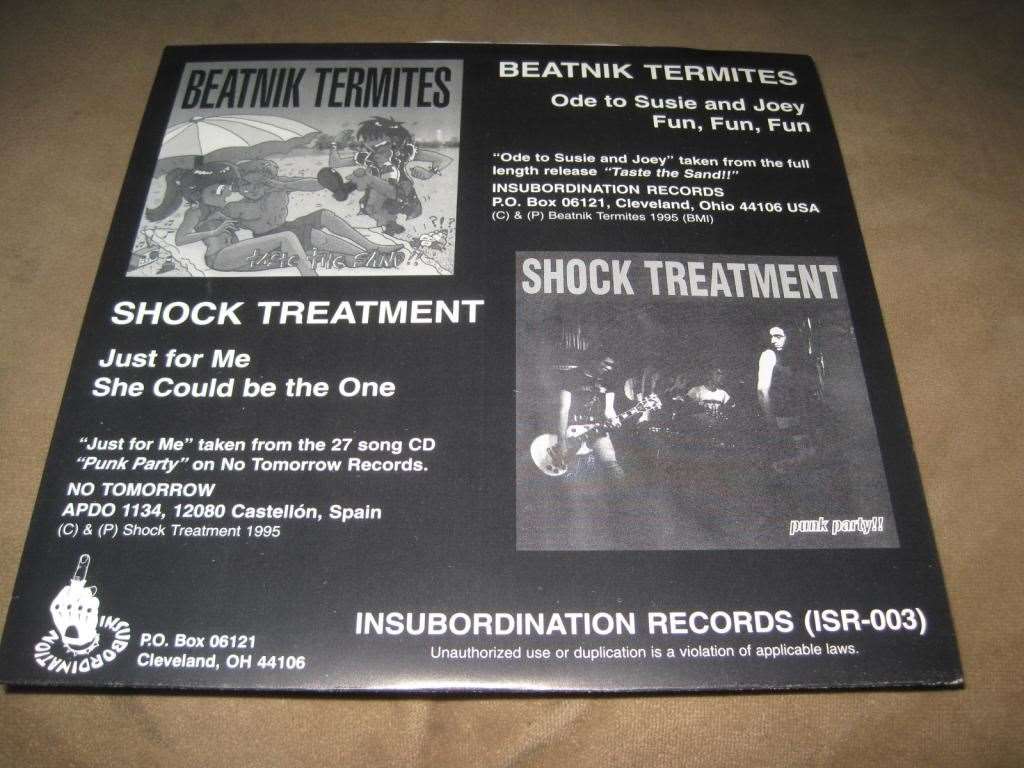 BEATNIK TERMITES
TASTE THE SAND!!
BEATNIK TERMITES
Ode to Susie and Joey
Fun, Fun, Fun
“Ode to Susie and Joey” taken from the full
length release “Taste the Sand!!”
INSUBORDINATION RECORDS
P.O. Box 06121, Cleveland, Ohio 44106 USA
(C) & (P) Beatnik Termites 1995 (BMI)
SHOCK TREATMENT
Just for Me
She Could be the One
“Just for Me” taken from the 27 song CD
“Punk Party” on No Tomorrow Records.
NO TOMORROW
APDO 1134, 12080 Castellón, Spain
(C) & (P) Shock Treatment 1995
SHOCK TREATMENT
punk party!!
INSUBORDINATION
P.O. Box 06121
Cleveland, OH 44106
INSUBORDINATION RECORDS (ISR-003)
Unauthorized use or duplication is a violation of applicable laws.